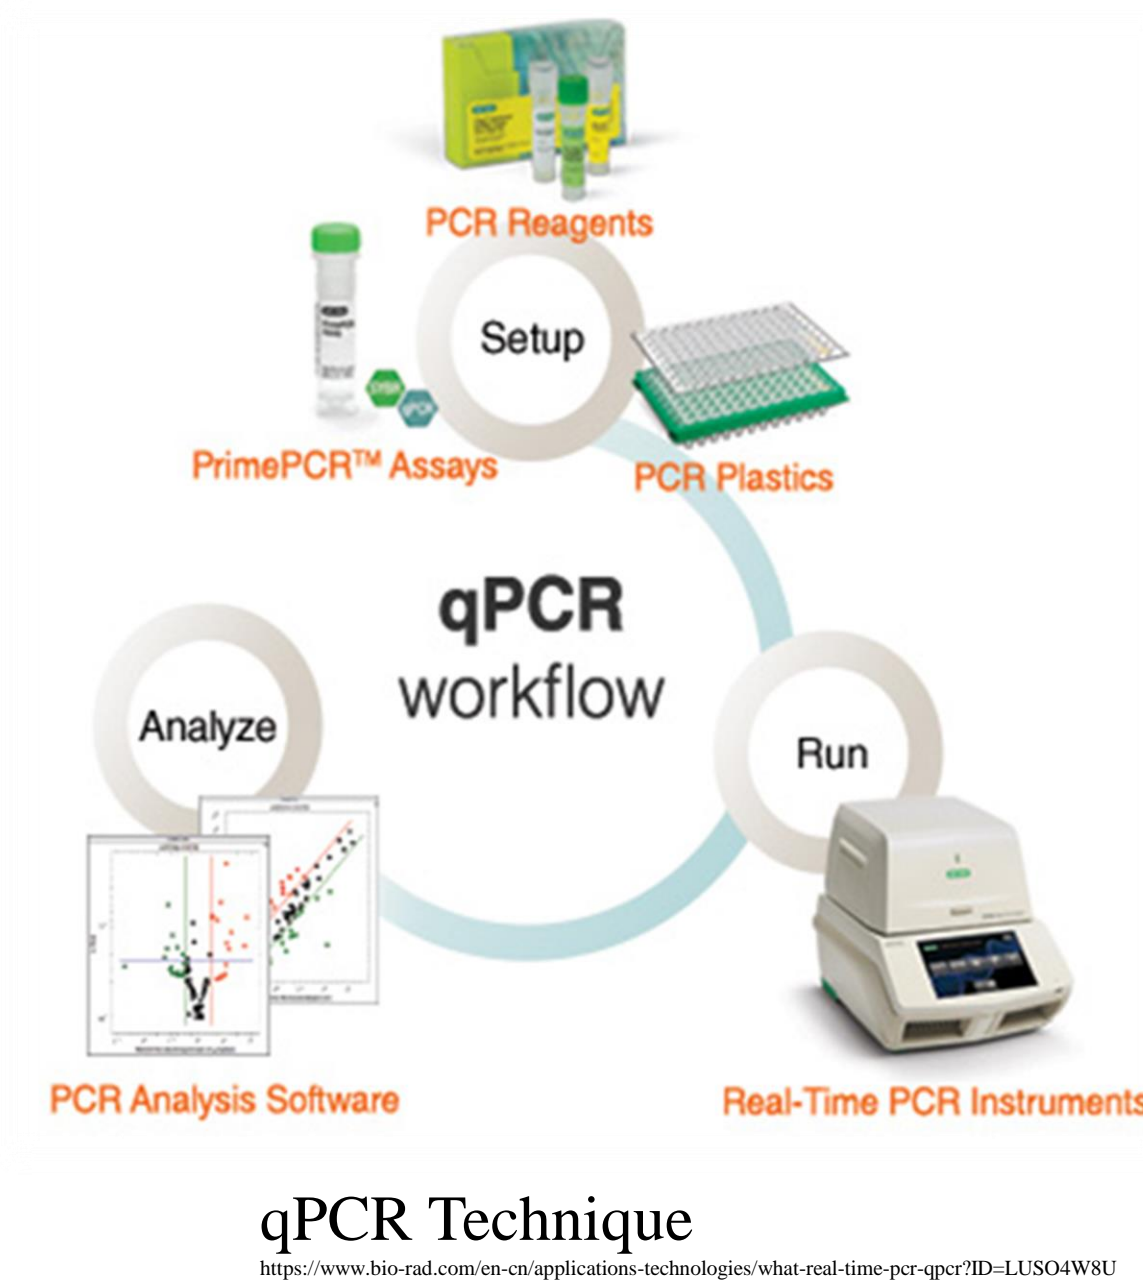 PCR Reagents
Setup
qPCR
PrimePCR™ Assays
PCR Plastics
qPCR
workflow
Analyze
Run
PCR Analysis Software
Real-Time PCR Instruments
qPCR Technique
https://www.bio-rad.com/en-cn/applications-technologies/what-real-time-pcr-qpcr?ID=LUSO4W8U